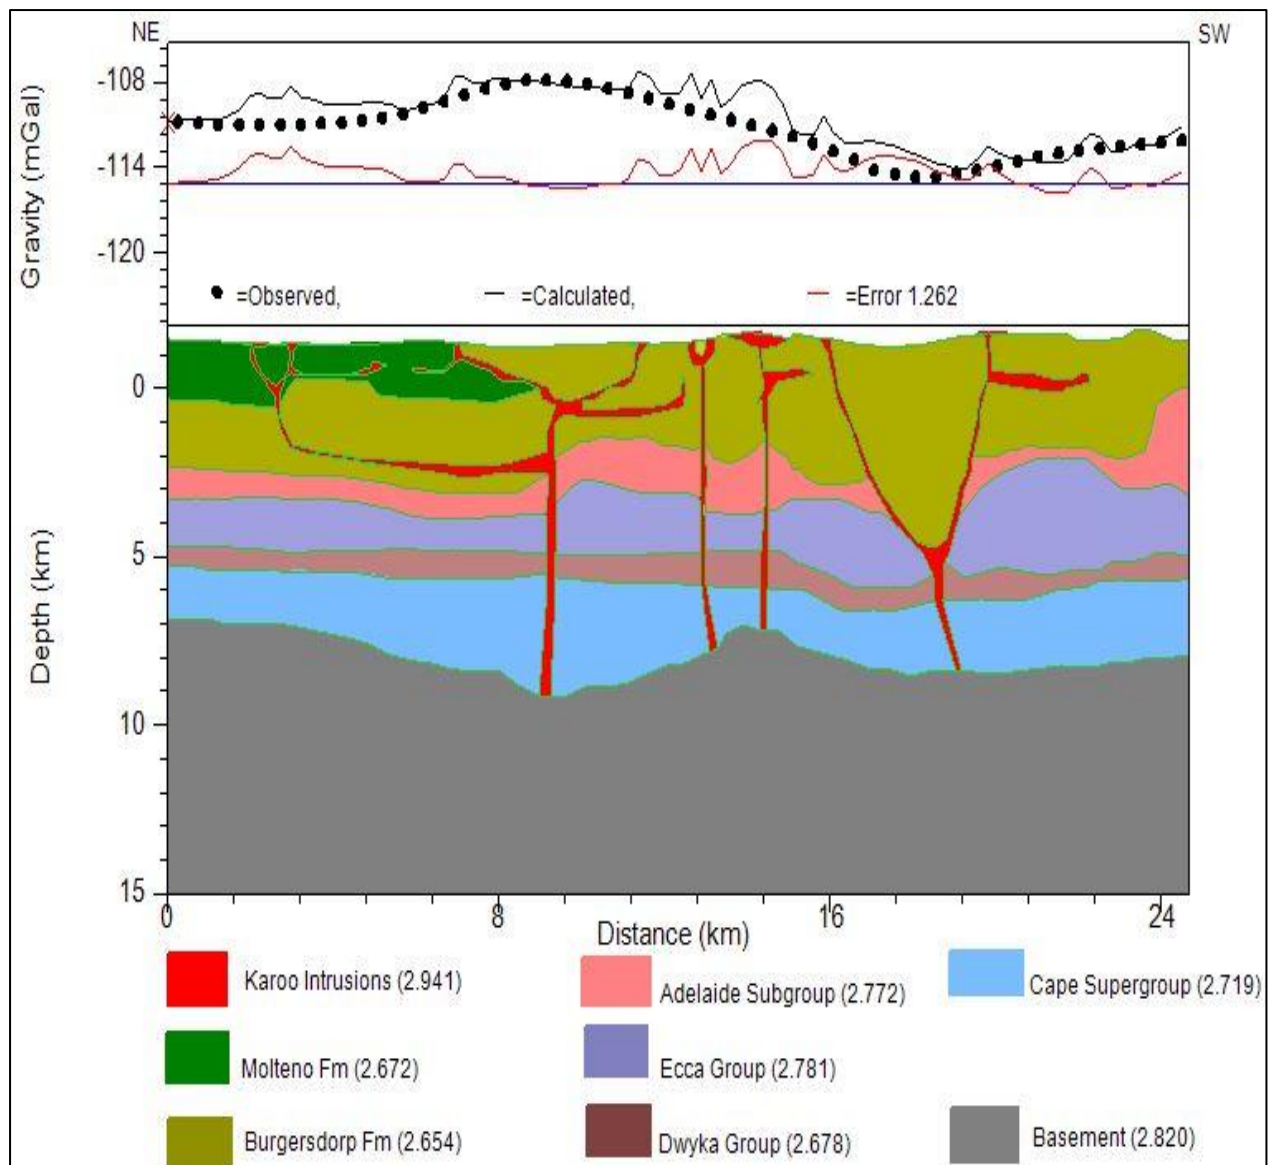 NE
SW
-108
-114
-120
Gravity (mGal)
=Observed,
=Calculated,
=Error 1.262
0
5
10
15
Depth (km)
0
8
16
24
Distance (km)
Karoo Intrusions (2.941)
Adelaide Subgroup (2.772)
Cape Supergroup (2.719)
Molteno Fm (2.672)
Ecca Group (2.781)
Burgersdorp Fm (2.654)
Dwyka Group (2.678)
Basement (2.820)